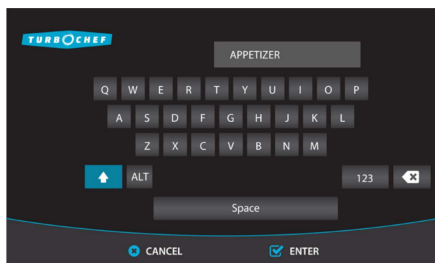 TURBOCHEF
APPETIZER
Q W E R T Y U I O P
A S D F G H J K L
Z X C V B N M
ALT 123
Space
CANCEL ENTER